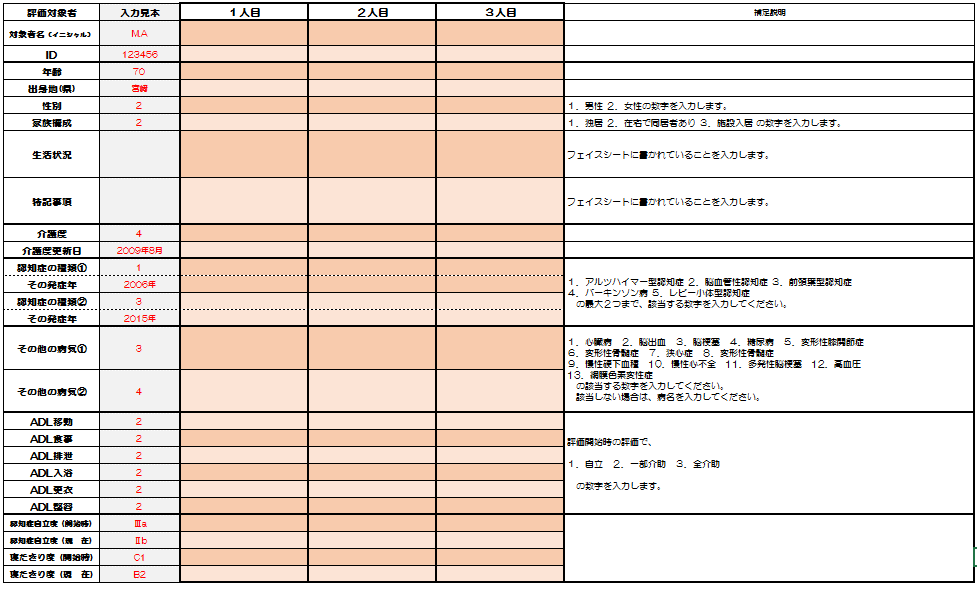 評価対象者 入力見本 1人目 2人目 3人目 補足説明
対象者名(イニシャル) M.A
ID 123456
年齢 70
出身地(県) 宮崎
性別 2 1．男性 2．女性の数字を入力します。
家族構成 2 1．独居 2．在宅で同居者あり 3．施設入居 の数字を入力します。
生活状況 フェイスシートに書かれていることを入力します。
特記事項 フェイスシートに書かれていることを入力します。
介護度 4
介護度更新日 2009年8月
認知症の種類① 1
その発症年 2006年
認知症の種類② 3
その発症年 2015年
1．アルツハイマー型認知症 2．脳血管性認知症 3．前頭葉型認知症
4．パーキンソン病 5．レビー小体型認知症
の最大2つまで、該当する数字を入力してください。
その他の病気① 3
その他の病気② 4
1．心臓病 2．脳出血 3．脳梗塞 4．糖尿病 5．変形性膝関節症
6．変形性骨髄症 7．狭心症 8．変形性骨髄症
9．慢性硬下血腫 10．慢性心不全 11．多発性脳梗塞 12．高血圧
13．網膜色素変性症
の該当する数字を入力してください。
該当しない場合は、病名を入力してください。
ADL移動 2
ADL食事 2
ADL排泄 2
ADL入浴 2
ADL更衣 2
ADL整容 2
評価開始時の評価で、
1．自立 2．一部介助 3．全介助
の数字を入力します。
認知症自立度(開始時) Ⅲa
認知症自立度(現 在) Ⅱb
寝たきり度(開始時) C1
寝たきり度(現 在) B2